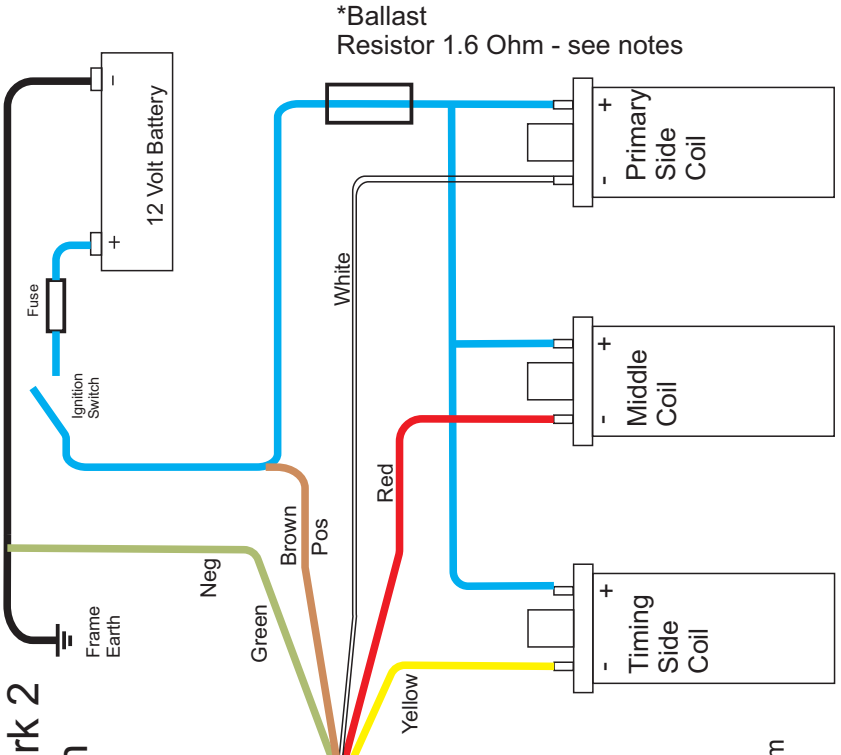 *Ballast
Resistor 1.6 Ohm - see notes
-
12 Volt Battery
+
Fuse
Ignition
Switch
+
-
Primary
Side
Coil
White
+
-
Middle
Coil
Red
Brown
Pos
Neg
Green
Frame
Earth
+
-
Timing
Side
Coil
Yellow
rk 2